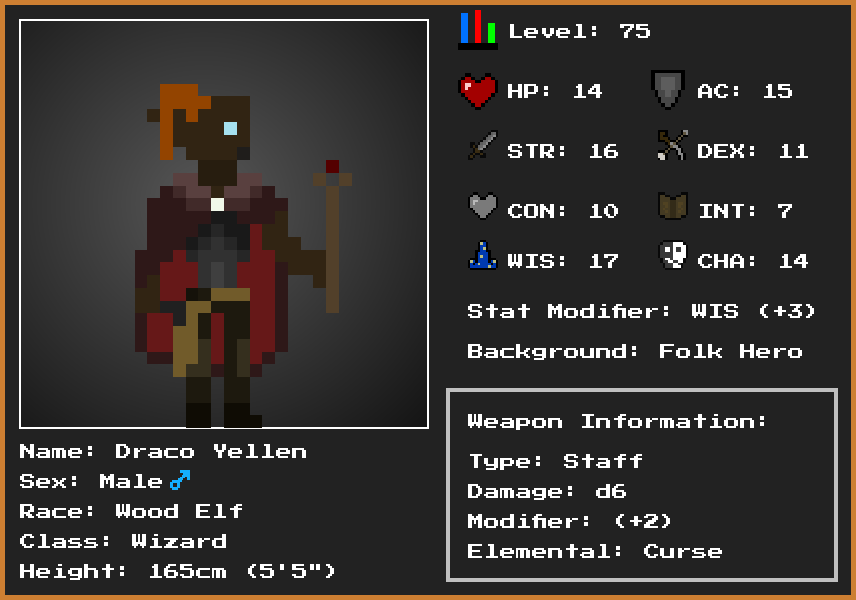 Level: 75
HP: 14 AC: 15
STR: 16 DEX: 11
CON: 10 INT: 7
WIS: 17 CHA: 14
Stat Modifier: WIS (+3)
Background: Folk Hero
Weapon Information:
Type: Staff
Damage: d6
Modifier: (+2)
Elemental: Curse
Name: Draco Yellen
Sex: Male♂
Race: Wood Elf
Class: Wizard
Height: 165cm (5'5")